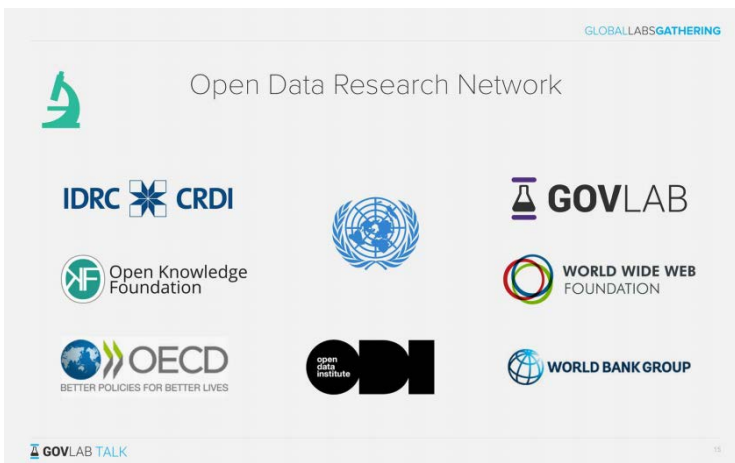 GLOBALLABSGATHERING
Open Data Research Network
IDRC CRDI
GOVLAB
Open Knowledge
Foundation
WORLD WIDE WEB
FOUNDATION
OECD
BETTER POLICIES FOR BETTER LIVES
open
data
institute
ODI
WORLD BANK GROUP
GOVLAB TALK
15